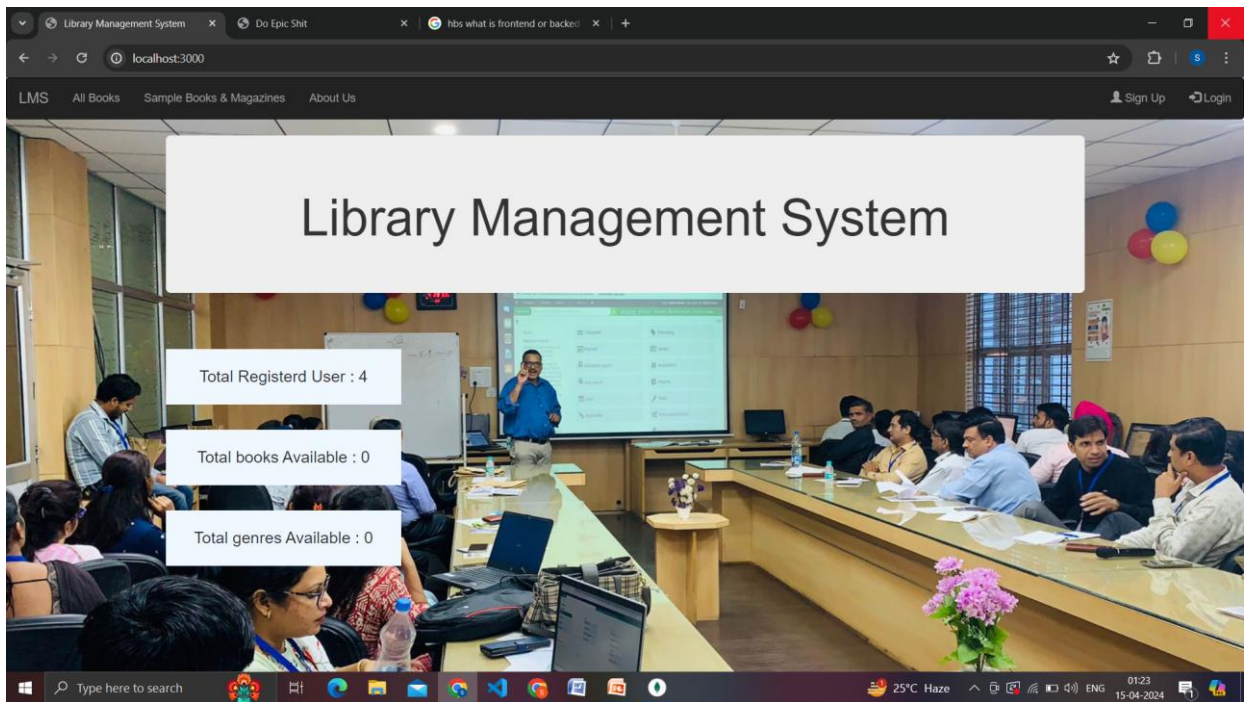 Library Management System
Do Epic Shit
hbs what is frontend or backed
localhost:3000
S
LMS All Books Sample Books & Magazines About Us Sign Up Login
Library Management System
Total Registerd User : 4
Total books Available : 0
Total genres Available : 0
Type here to search
25°C Haze
ENG
01:23
15-04-2024
1